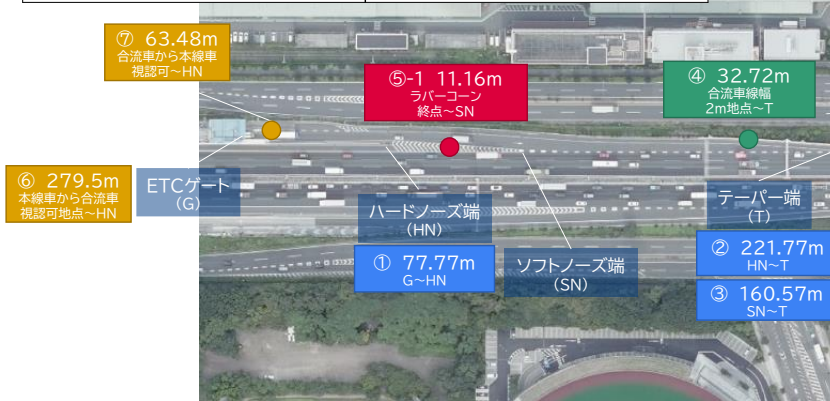 ⑦ 63.48m
合流車から本線車
視認可～HN
⑤-1 11.16m
ラバーコーン
終点～SN
④ 32.72m
合流車線幅
2m地点～T
⑥ 279.5m
本線車から合流車
視認可地点～HN
ETCゲート
(G)
ハードノーズ端
(HN)
① 77.77m
G～HN
ソフトノーズ端
(SN)
テーパー端
(T)
② 221.77m
HN～T
③ 160.57m
SN～T